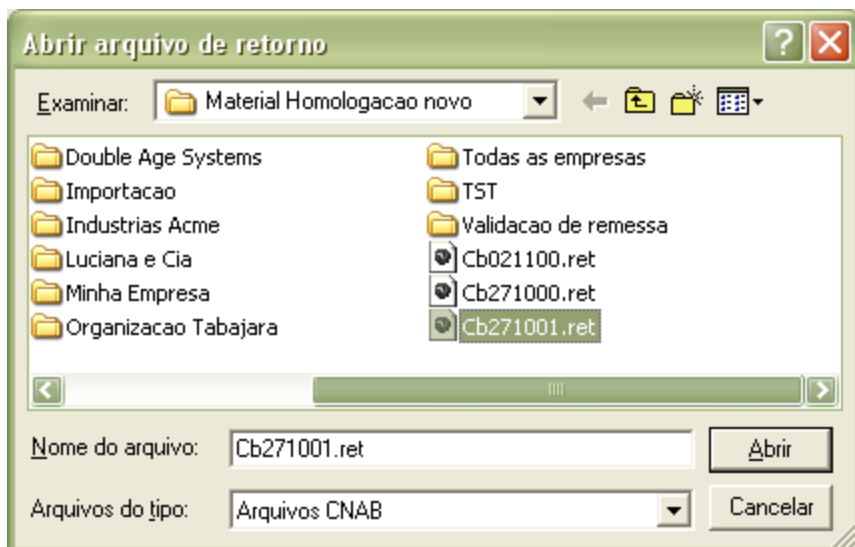 Abrir arquivo de retorno
Examinar: Material Homologacao novo
Double Age Systems
Importacao
Industrias Acme
Luciana e Cia
Minha Empresa
Organizacao Tabajara
Todas as empresas
TST
Validacao de remessa
Cb021100.ret
Cb271000.ret
Cb271001.ret
Nome do arquivo: Cb271001.ret Abrir
Arquivos do tipo: Arquivos CNAB Cancelar